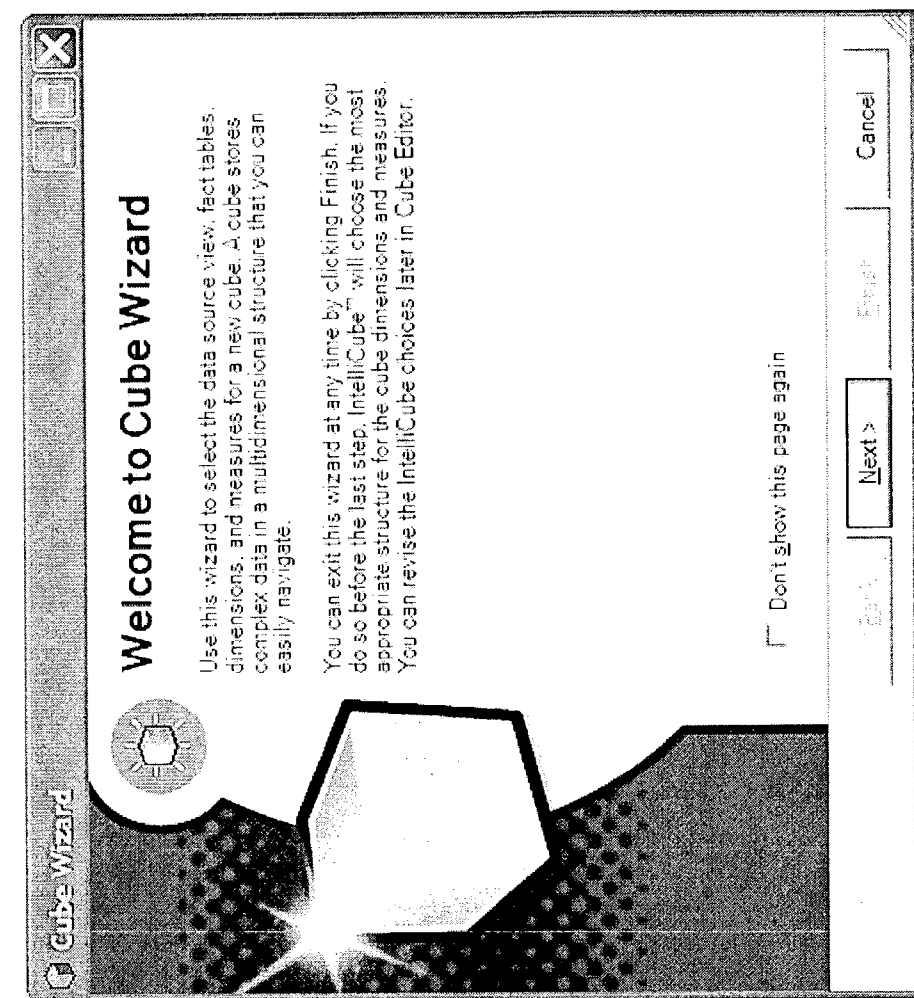 Cube Wizard
Welcome to Cube Wizard
Use this wizard to select the data source view, fact tables,
dimensions, and measures for a new cube. A cube stores
complex data in a multidimensional structure that you can
easily navigate.
You can exit this wizard at any time by clicking Finish. If you
do so before the last step, IntelliCube™ will choose the most
appropriate structure for the cube dimensions and measures.
You can revise the IntelliCube choices later in Cube Editor.
Don't show this page again
Next >
Cancel